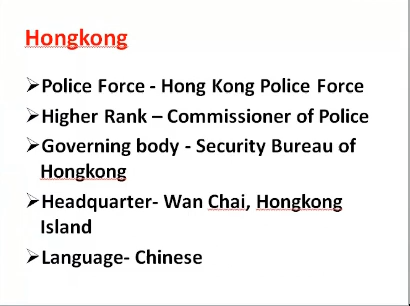 Hongkong
➢Police Force - Hong Kong Police Force
➢Higher Rank – Commissioner of Police
➢Governing body - Security Bureau of
Hongkong
➢Headquarter- Wan Chai, Hongkong
Island
➢Language- Chinese